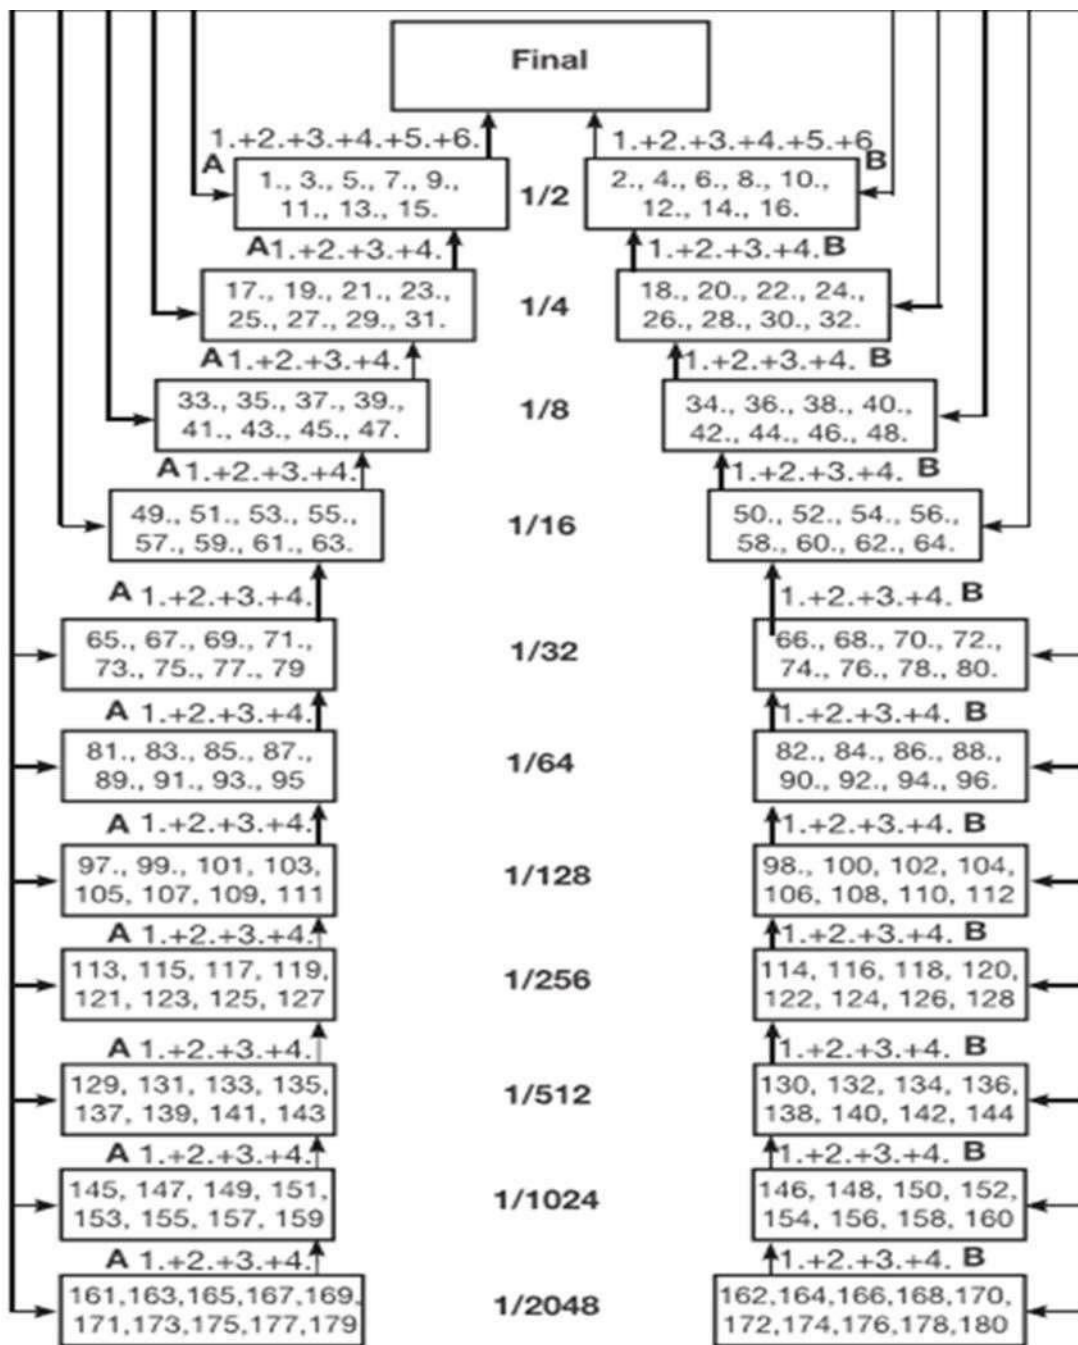 Final
1.+2.+3.+4.+5.+6.
1.+2.+3.+4.+5.+6
A
B
1., 3., 5., 7., 9.,
11., 13., 15.
1/2
2., 4., 6., 8., 10.,
12., 14., 16.
A 1.+2.+3.+4.
1.+2.+3.+4. B
17., 19., 21., 23.,
25., 27., 29., 31.
1/4
18., 20., 22., 24.,
26., 28., 30., 32.
A 1.+2.+3.+4.
1.+2.+3.+4. B
33., 35., 37., 39.,
41., 43., 45., 47.
1/8
34., 36., 38., 40.,
42., 44., 46., 48.
A 1.+2.+3.+4.
1.+2.+3.+4. B
49., 51., 53., 55.,
57., 59., 61., 63.
1/16
50., 52., 54., 56.,
58., 60., 62., 64.
A 1.+2.+3.+4.
1.+2.+3.+4. B
65., 67., 69., 71.,
73., 75., 77., 79
1/32
66., 68., 70., 72.,
74., 76., 78., 80.
A 1.+2.+3.+4.
1.+2.+3.+4. B
81., 83., 85., 87.,
89., 91., 93., 95
1/64
82., 84., 86., 88.,
90., 92., 94., 96.
A 1.+2.+3.+4.
1.+2.+3.+4. B
97., 99., 101, 103,
105, 107, 109, 111
1/128
98., 100, 102, 104,
106, 108, 110, 112
A 1.+2.+3.+4.
1.+2.+3.+4. B
113, 115, 117, 119,
121, 123, 125, 127
1/256
114, 116, 118, 120,
122, 124, 126, 128
A 1.+2.+3.+4.
1.+2.+3.+4. B
129, 131, 133, 135,
137, 139, 141, 143
1/512
130, 132, 134, 136,
138, 140, 142, 144
A 1.+2.+3.+4.
1.+2.+3.+4. B
145, 147, 149, 151,
153, 155, 157, 159
1/1024
146, 148, 150, 152,
154, 156, 158, 160
A 1.+2.+3.+4.
1.+2.+3.+4. B
161,163,165,167,169,
171,173,175,177,179
1/2048
162,164,166,168,170,
172,174,176,178,180